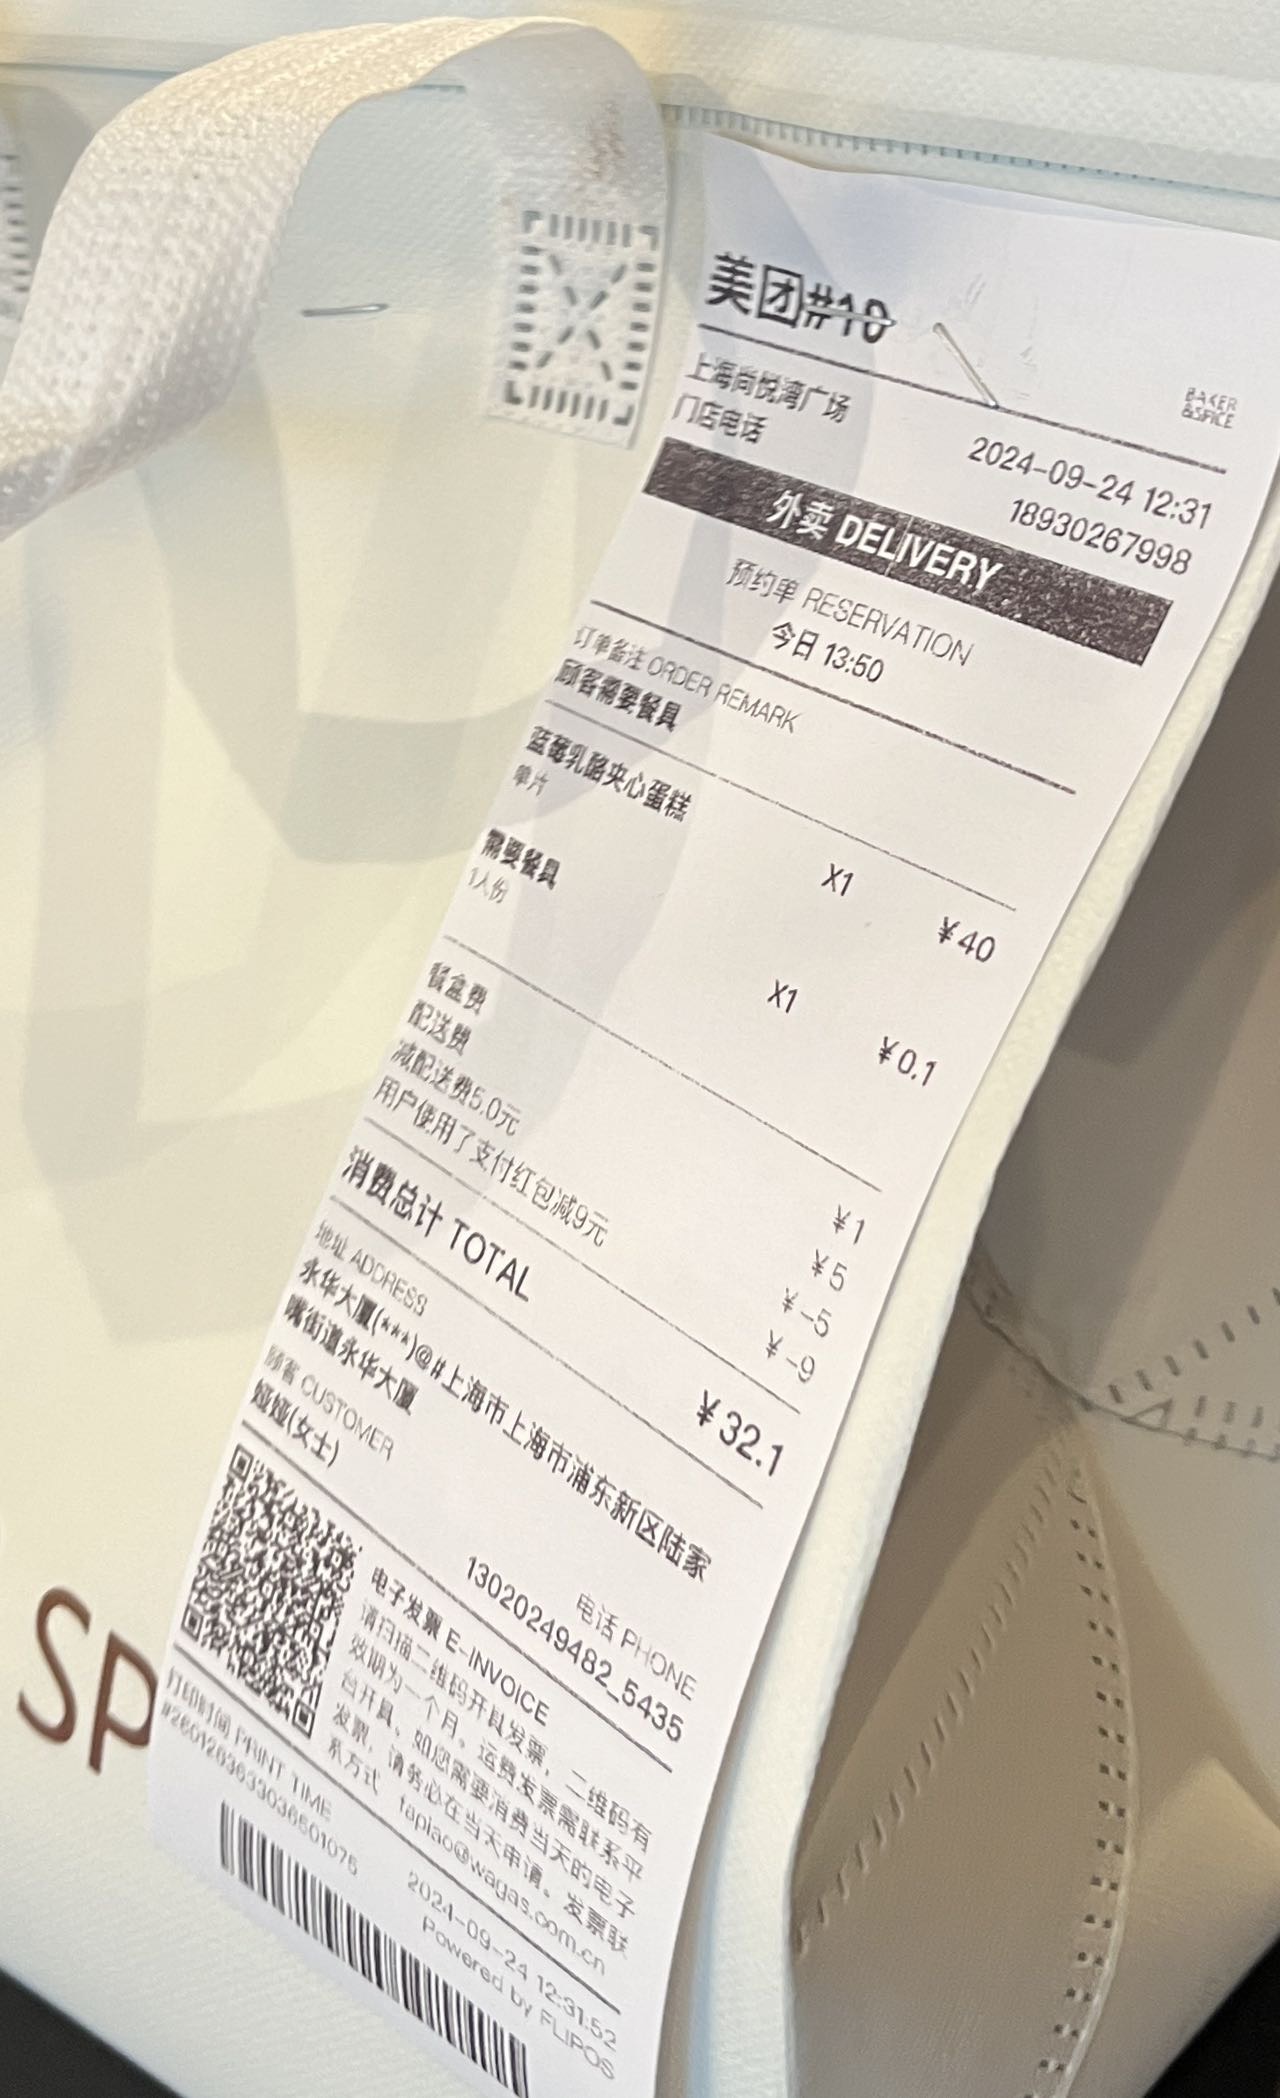 美团#10
BAKER
&SPICE
上海尚悦湾广场 2024-09-24 12:31
门店电话 18930267998
外卖 DELIVERY
预约单 RESERVATION
今日 13:50
订单备注 ORDER REMARK
顾客需要餐具
蓝莓乳酪夹心蛋糕 X1 ¥40
单片
需要餐具 X1 ¥0.1
1人份
餐盒费 ¥1
配送费 ¥5
减配送费5.0元 ¥-5
用户使用了支付红包减9元 ¥-9
消费总计 TOTAL ¥32.1
地址 ADDRESS
永华大厦(***)@#上海市上海市浦东新区陆家
嘴街道永华大厦
顾客 CUSTOMER 电话 PHONE
娅娅(女士) 13020249482_5435
电子发票 E-INVOICE
请扫描二维码开具发票，二维码有
效期为一个月。运费发票需联系平
台开具。如您需要消费当天的电子
发票，请务必在当天申请。发票联
系方式 fapiao@wagas.com.cn
打印时间 PRINT TIME 2024-09-24 12:31:52
#2601263633036501075 Powered by FLIPOS
SP